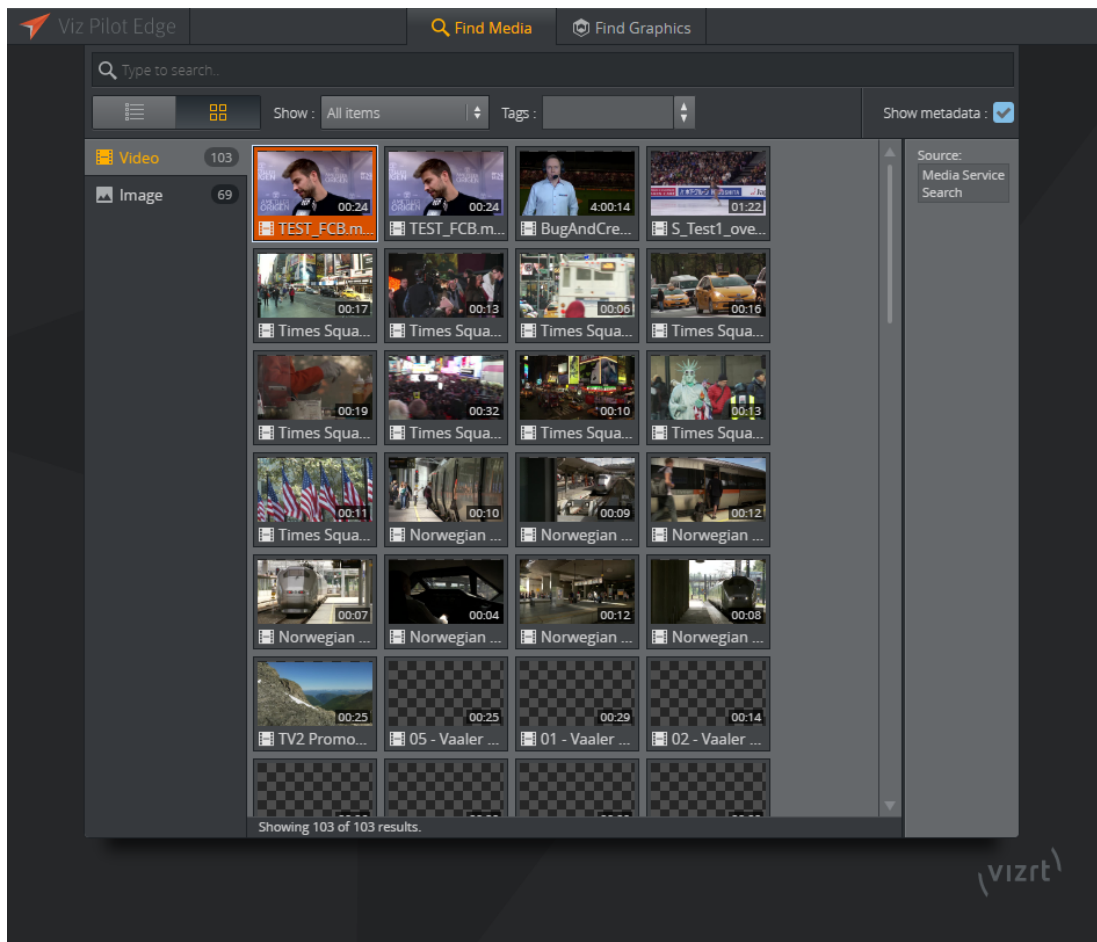 Viz Pilot Edge
Find Media
Find Graphics
Type to search..
Show :
All items
Tags :
Show metadata :
Video
103
Image
69
00:24
00:24
4:00:14
01:22
TEST_FCB.m...
TEST_FCB.m...
BugAndCre...
S_Test1_ove...
00:17
00:13
00:06
00:16
Times Squa...
Times Squa...
Times Squa...
Times Squa...
00:19
00:32
00:10
00:13
Times Squa...
Times Squa...
Times Squa...
Times Squa...
00:11
00:10
00:09
00:12
Times Squa...
Norwegian ...
Norwegian ...
Norwegian ...
00:07
00:04
00:12
00:08
Norwegian ...
Norwegian ...
Norwegian ...
Norwegian ...
00:25
00:25
00:29
00:14
TV2 Promo...
05 - Vaaler ...
01 - Vaaler ...
02 - Vaaler ...
Showing 103 of 103 results.
Source:
Media Service
Search
vizrt